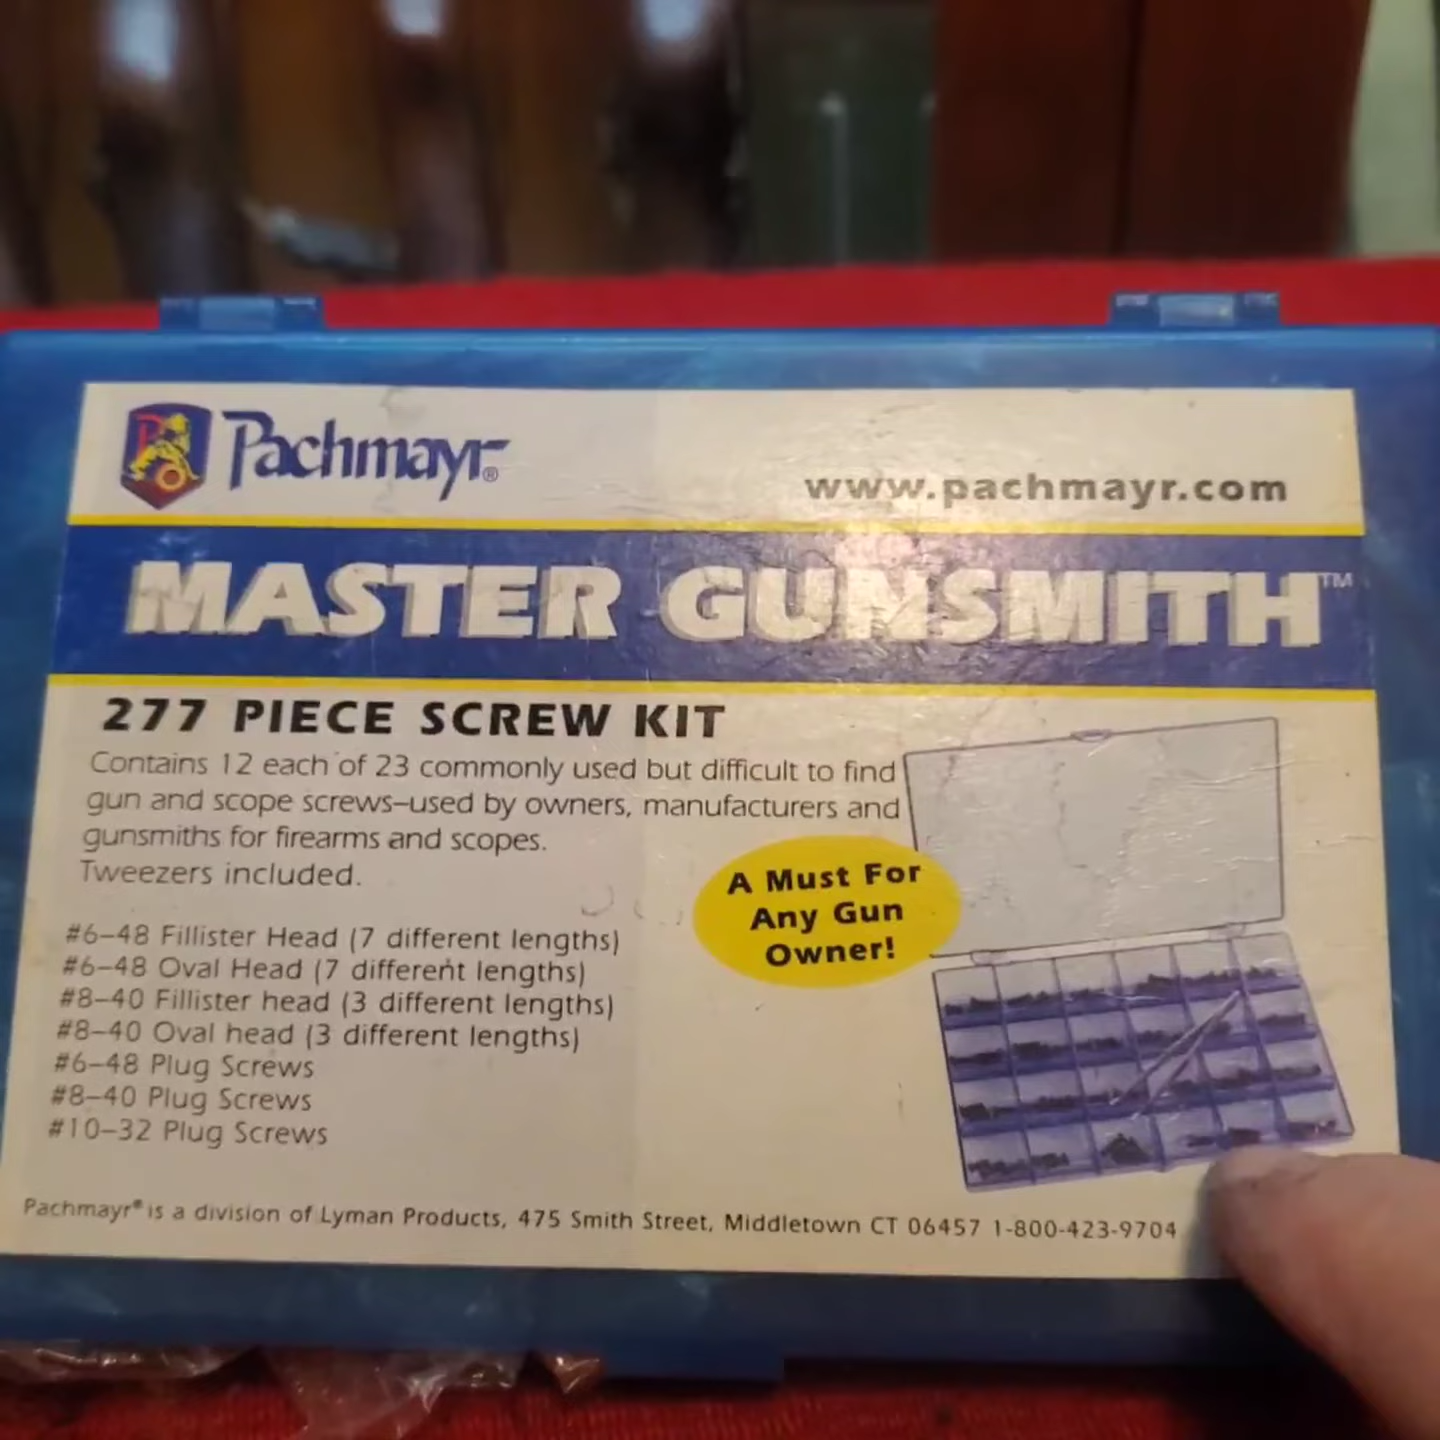 Pachmayr®
www.pachmayr.com
MASTER GUNSMITH™
277 PIECE SCREW KIT
Contains 12 each of 23 commonly used but difficult to find
gun and scope screws–used by owners, manufacturers and
gunsmiths for firearms and scopes.
Tweezers included.
A Must For
Any Gun
Owner!
#6–48 Fillister Head (7 different lengths)
#6–48 Oval Head (7 different lengths)
#8–40 Fillister head (3 different lengths)
#8–40 Oval head (3 different lengths)
#6–48 Plug Screws
#8–40 Plug Screws
#10–32 Plug Screws
Pachmayr® is a division of Lyman Products, 475 Smith Street, Middletown CT 06457 1-800-423-9704